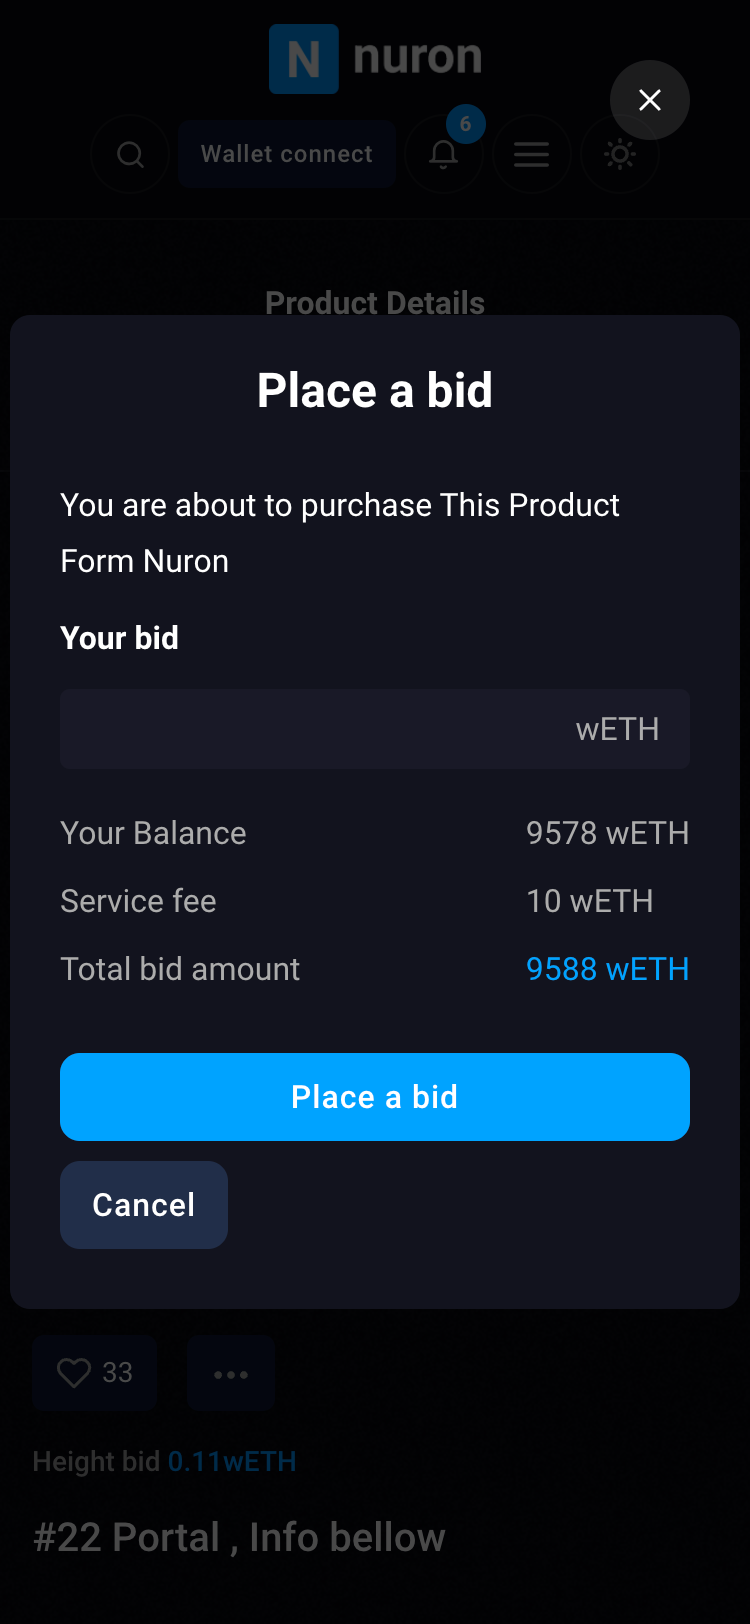 N nuron
Wallet connect
6
Product Details
Place a bid
You are about to purchase This Product
Form Nuron
Your bid
wETH
Your Balance 9578 wETH
Service fee 10 wETH
Total bid amount 9588 wETH
Place a bid
Cancel
33
Height bid 0.11wETH
#22 Portal , Info bellow